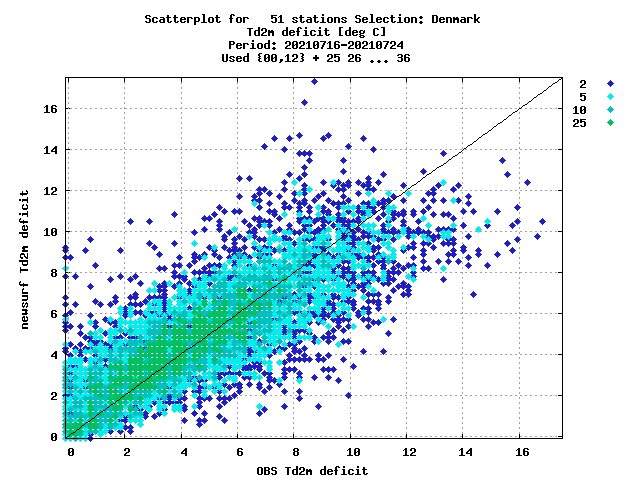 Scatterplot for   51 stations Selection: Denmark
Td2m deficit [deg C]
Period: 20210716-20210724
Used {00,12} + 25 26 ... 36
2
5
10
25
16
14
12
10
8
6
4
2
0
newsurf Td2m deficit
0 2 4 6 8 10 12 14 16
OBS Td2m deficit